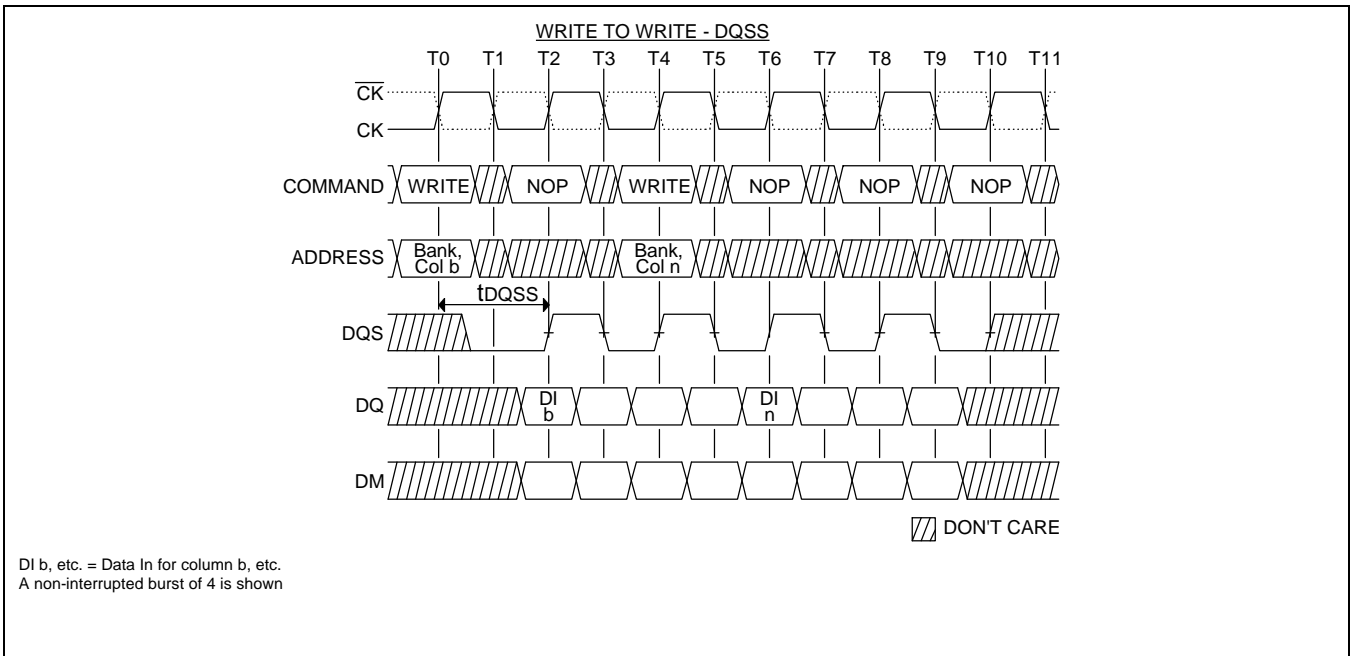 WRITE TO WRITE - DQSS
T0 T1 T2 T3 T4 T5 T6 T7 T8 T9 T10 T11
CK
CK
COMMAND WRITE NOP WRITE NOP NOP NOP
ADDRESS Bank, Col b Bank, Col n
tDQSS
DQS
DQ DI b DI n
DM
DON'T CARE
DI b, etc. = Data In for column b, etc.
A non-interrupted burst of 4 is shown